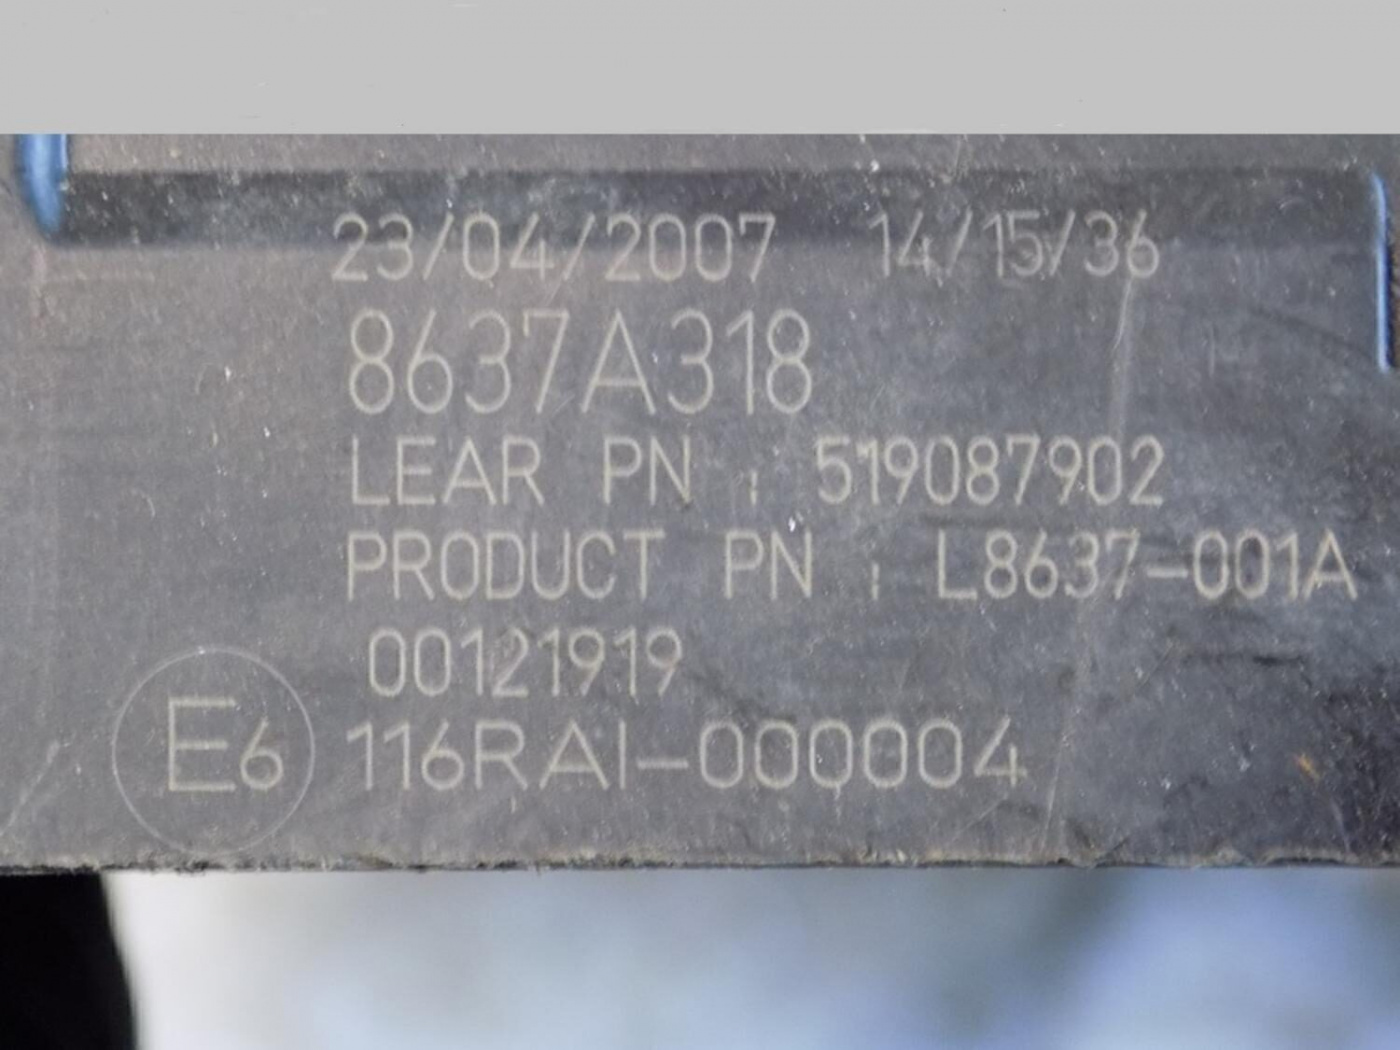 23/04/2007 14/15/36
8637A318
LEAR PN : 519087902
PRODUCT PN : L8637-001A
00121919
E6 116RAI-000004